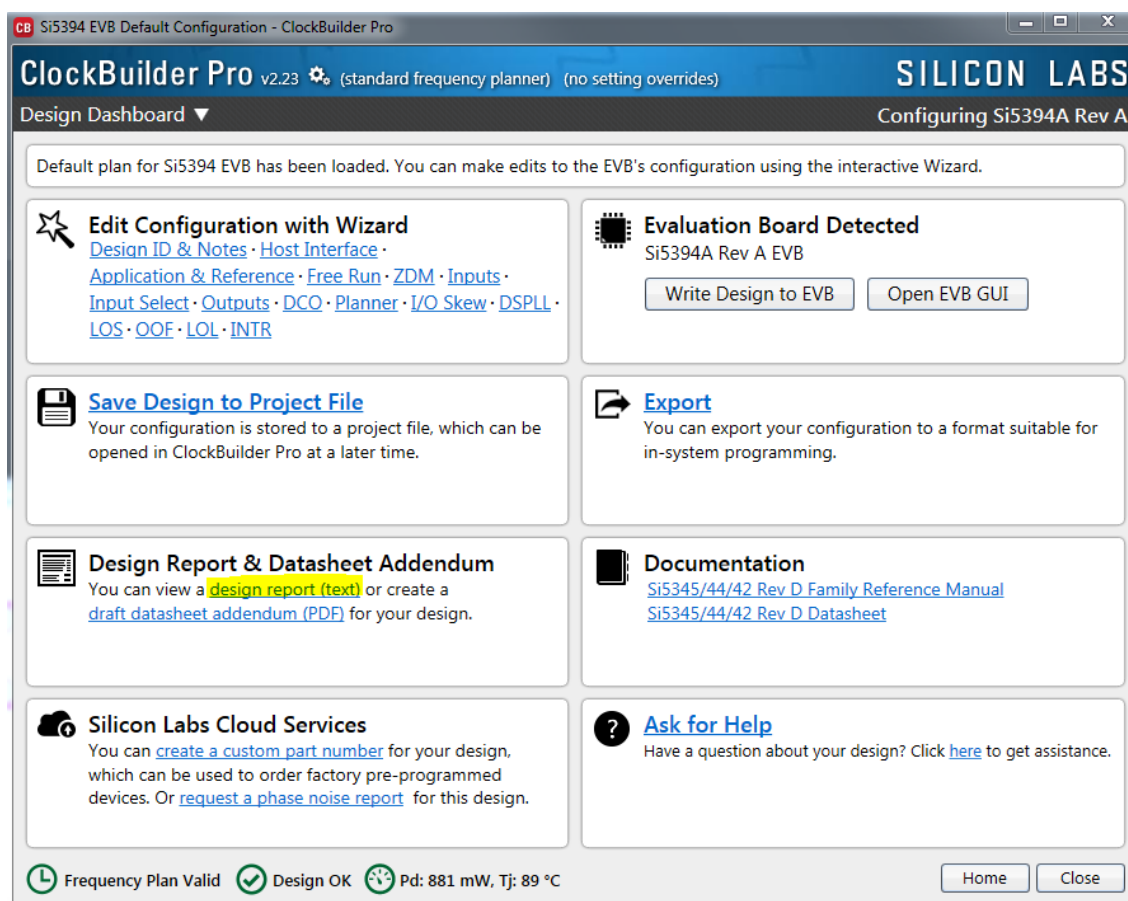 CB Si5394 EVB Default Configuration - ClockBuilder Pro
ClockBuilder Pro v2.23 (standard frequency planner) (no setting overrides) SILICON LABS
Design Dashboard ▼ Configuring Si5394A Rev A
Default plan for Si5394 EVB has been loaded. You can make edits to the EVB's configuration using the interactive Wizard.
Edit Configuration with Wizard
Design ID & Notes · Host Interface ·
Application & Reference · Free Run · ZDM · Inputs ·
Input Select · Outputs · DCO · Planner · I/O Skew · DSPLL ·
LOS · OOF · LOL · INTR
Evaluation Board Detected
Si5394A Rev A EVB
Write Design to EVB Open EVB GUI
Save Design to Project File
Your configuration is stored to a project file, which can be
opened in ClockBuilder Pro at a later time.
Export
You can export your configuration to a format suitable for
in-system programming.
Design Report & Datasheet Addendum
You can view a design report (text) or create a
draft datasheet addendum (PDF) for your design.
Documentation
Si5345/44/42 Rev D Family Reference Manual
Si5345/44/42 Rev D Datasheet
Silicon Labs Cloud Services
You can create a custom part number for your design,
which can be used to order factory pre-programmed
devices. Or request a phase noise report for this design.
? Ask for Help
Have a question about your design? Click here to get assistance.
Frequency Plan Valid Design OK Pd: 881 mW, Tj: 89 °C Home Close